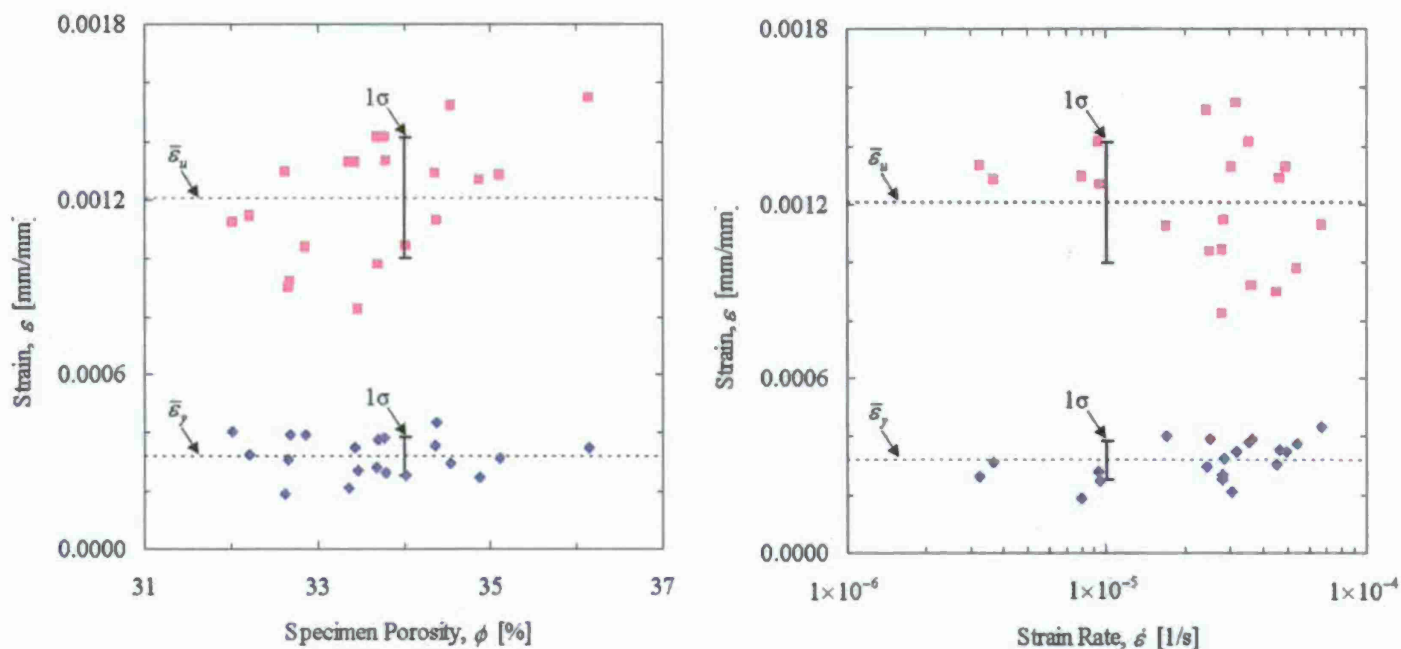 0.0018
1σ
ε̄ᵤ
0.0012
Strain, ε [mm/mm]
0.0006
1σ
ε̄ᵧ
0.0000
31 33 35 37
Specimen Porosity, ϕ [%]
0.0018
1σ
ε̄ᵤ
0.0012
Strain, ε [mm/mm]
0.0006
1σ
ε̄ᵧ
0.0000
1×10⁻⁶ 1×10⁻⁵ 1×10⁻⁴
Strain Rate, ε̇ [1/s]